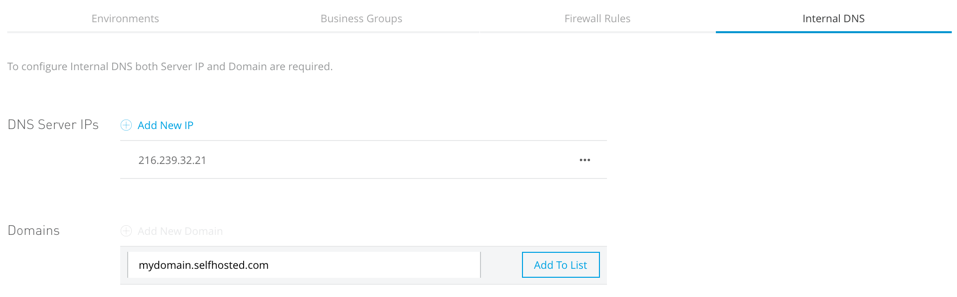 Environments Business Groups Firewall Rules Internal DNS
To configure Internal DNS both Server IP and Domain are required.
DNS Server IPs Add New IP
216.239.32.21 •••
Domains Add New Domain
mydomain.selfhosted.com Add To List